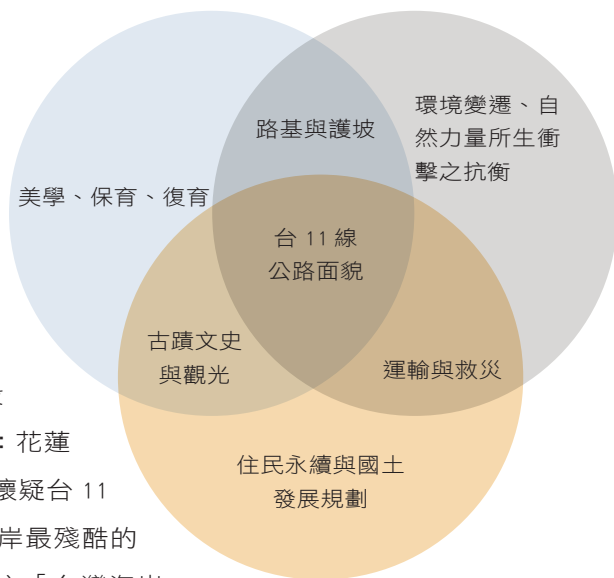 路基與護坡
環境變遷、自
然力量所生衝
擊之抗衡
美學、保育、復育
台 11 線
公路面貌
古蹟文史
與觀光
運輸與救災
住民永續與國土
發展規劃
：花蓮
懷疑台 11
岸最殘酷的